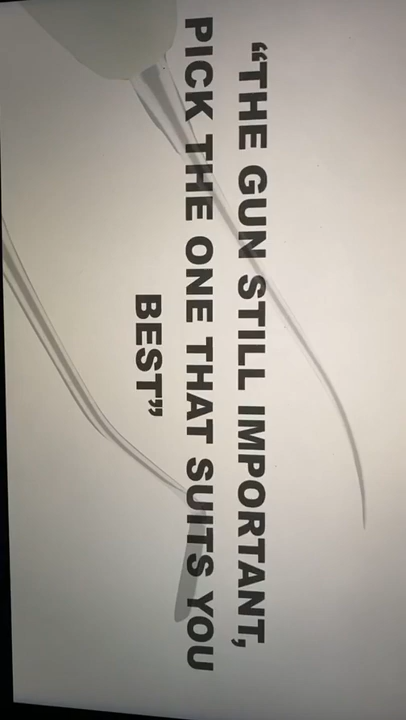 “THE GUN STILL IMPORTANT,
PICK THE ONE THAT SUITS YOU
BEST”